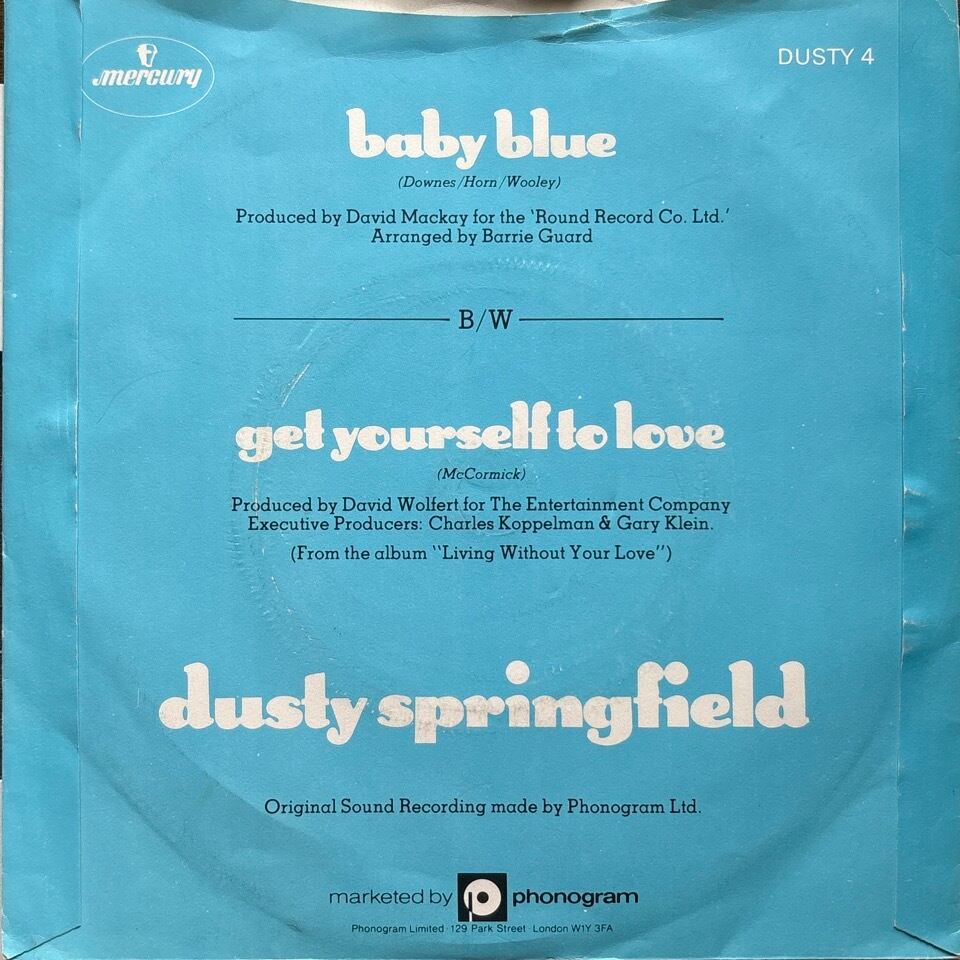 mercury
DUSTY 4
baby blue
(Downes/Horn/Wooley)
Produced by David Mackay for the 'Round Record Co. Ltd.'
Arranged by Barrie Guard
B/W
get yourself to love
(McCormick)
Produced by David Wolfert for The Entertainment Company
Executive Producers: Charles Koppelman & Gary Klein.
(From the album "Living Without Your Love")
dusty springfield
Original Sound Recording made by Phonogram Ltd.
marketed by p phonogram
Phonogram Limited · 129 Park Street · London W1Y 3FA